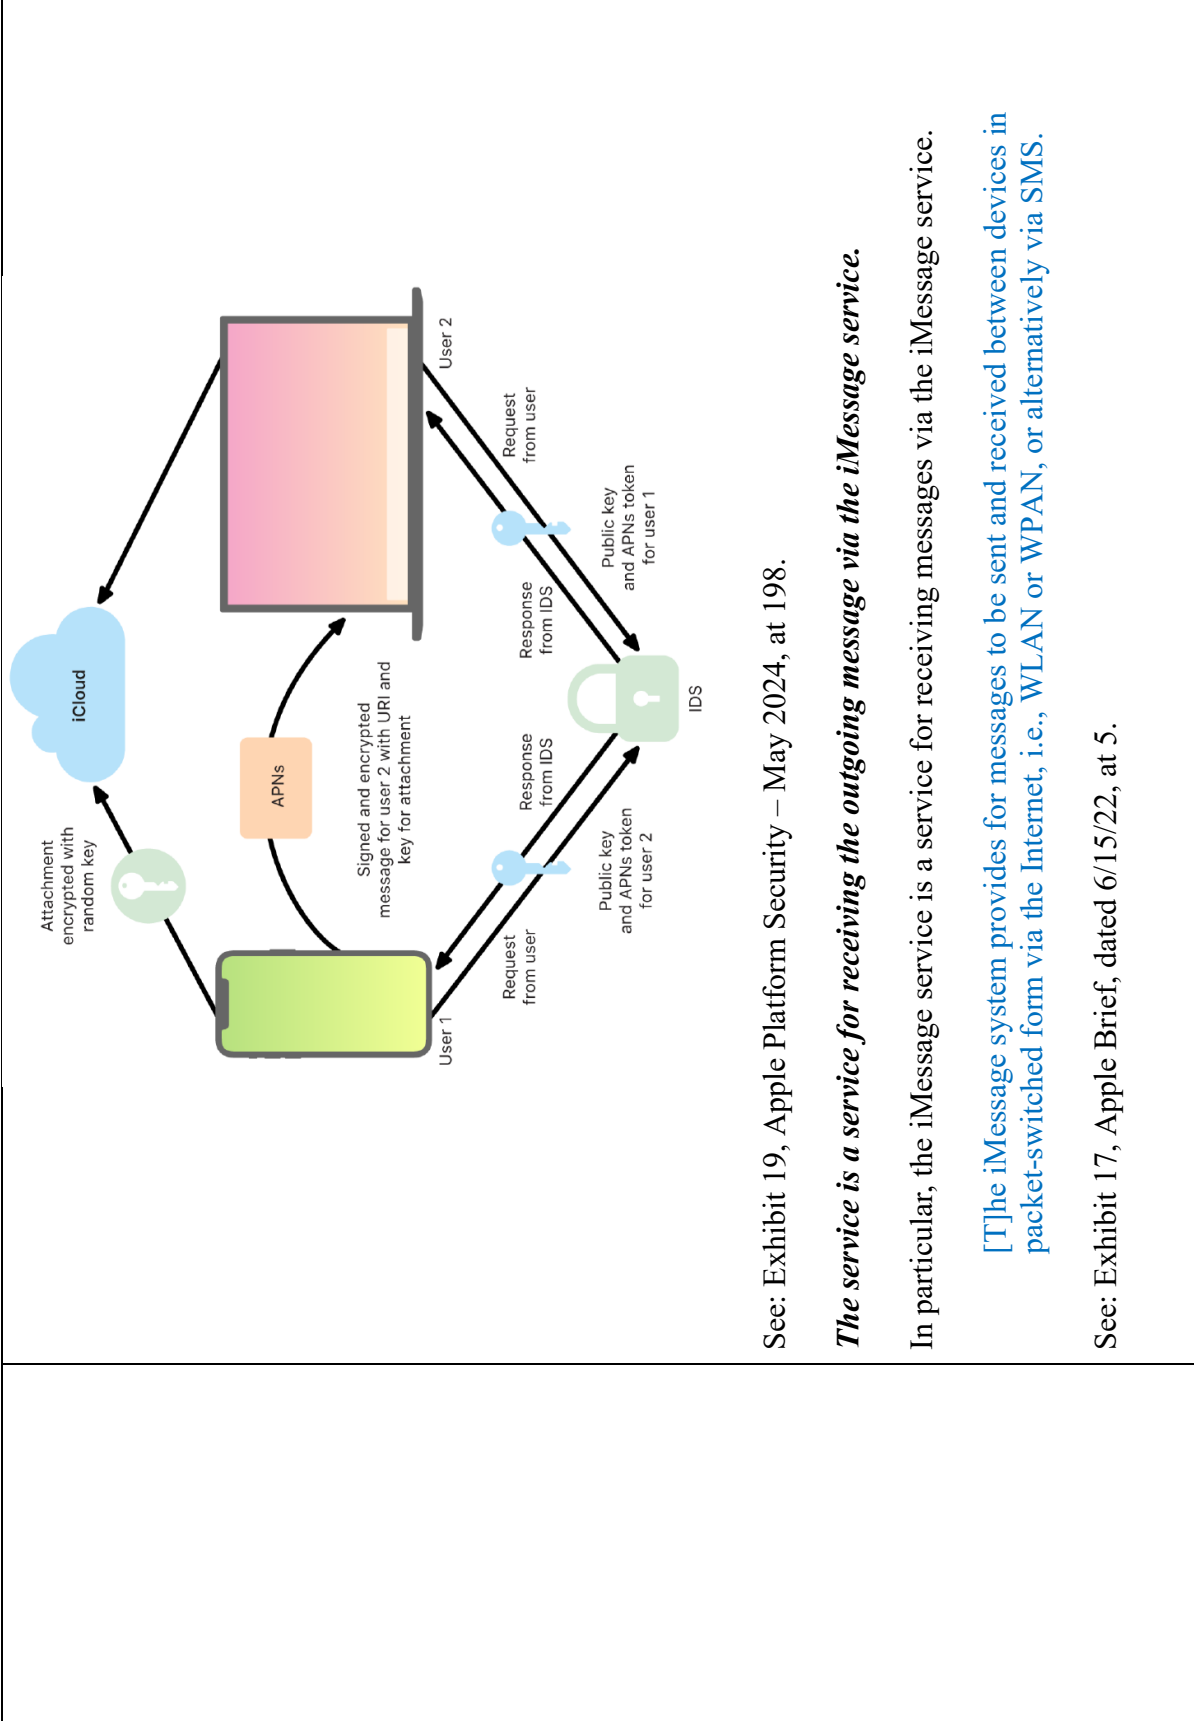 Attachment
encrypted with
random key
iCloud
APNs
Signed and encrypted
message for user 2 with URI and
key for attachment
User 1
User 2
Request
from user
Response
from IDS
Response
from IDS
Request
from user
Public key
and APNs token
for user 2
Public key
and APNs token
for user 1
IDS
See: Exhibit 19, Apple Platform Security – May 2024, at 198.
The service is a service for receiving the outgoing message via the iMessage service.
In particular, the iMessage service is a service for receiving messages via the iMessage service.
[T]he iMessage system provides for messages to be sent and received between devices in
packet-switched form via the Internet, i.e., WLAN or WPAN, or alternatively via SMS.
See: Exhibit 17, Apple Brief, dated 6/15/22, at 5.